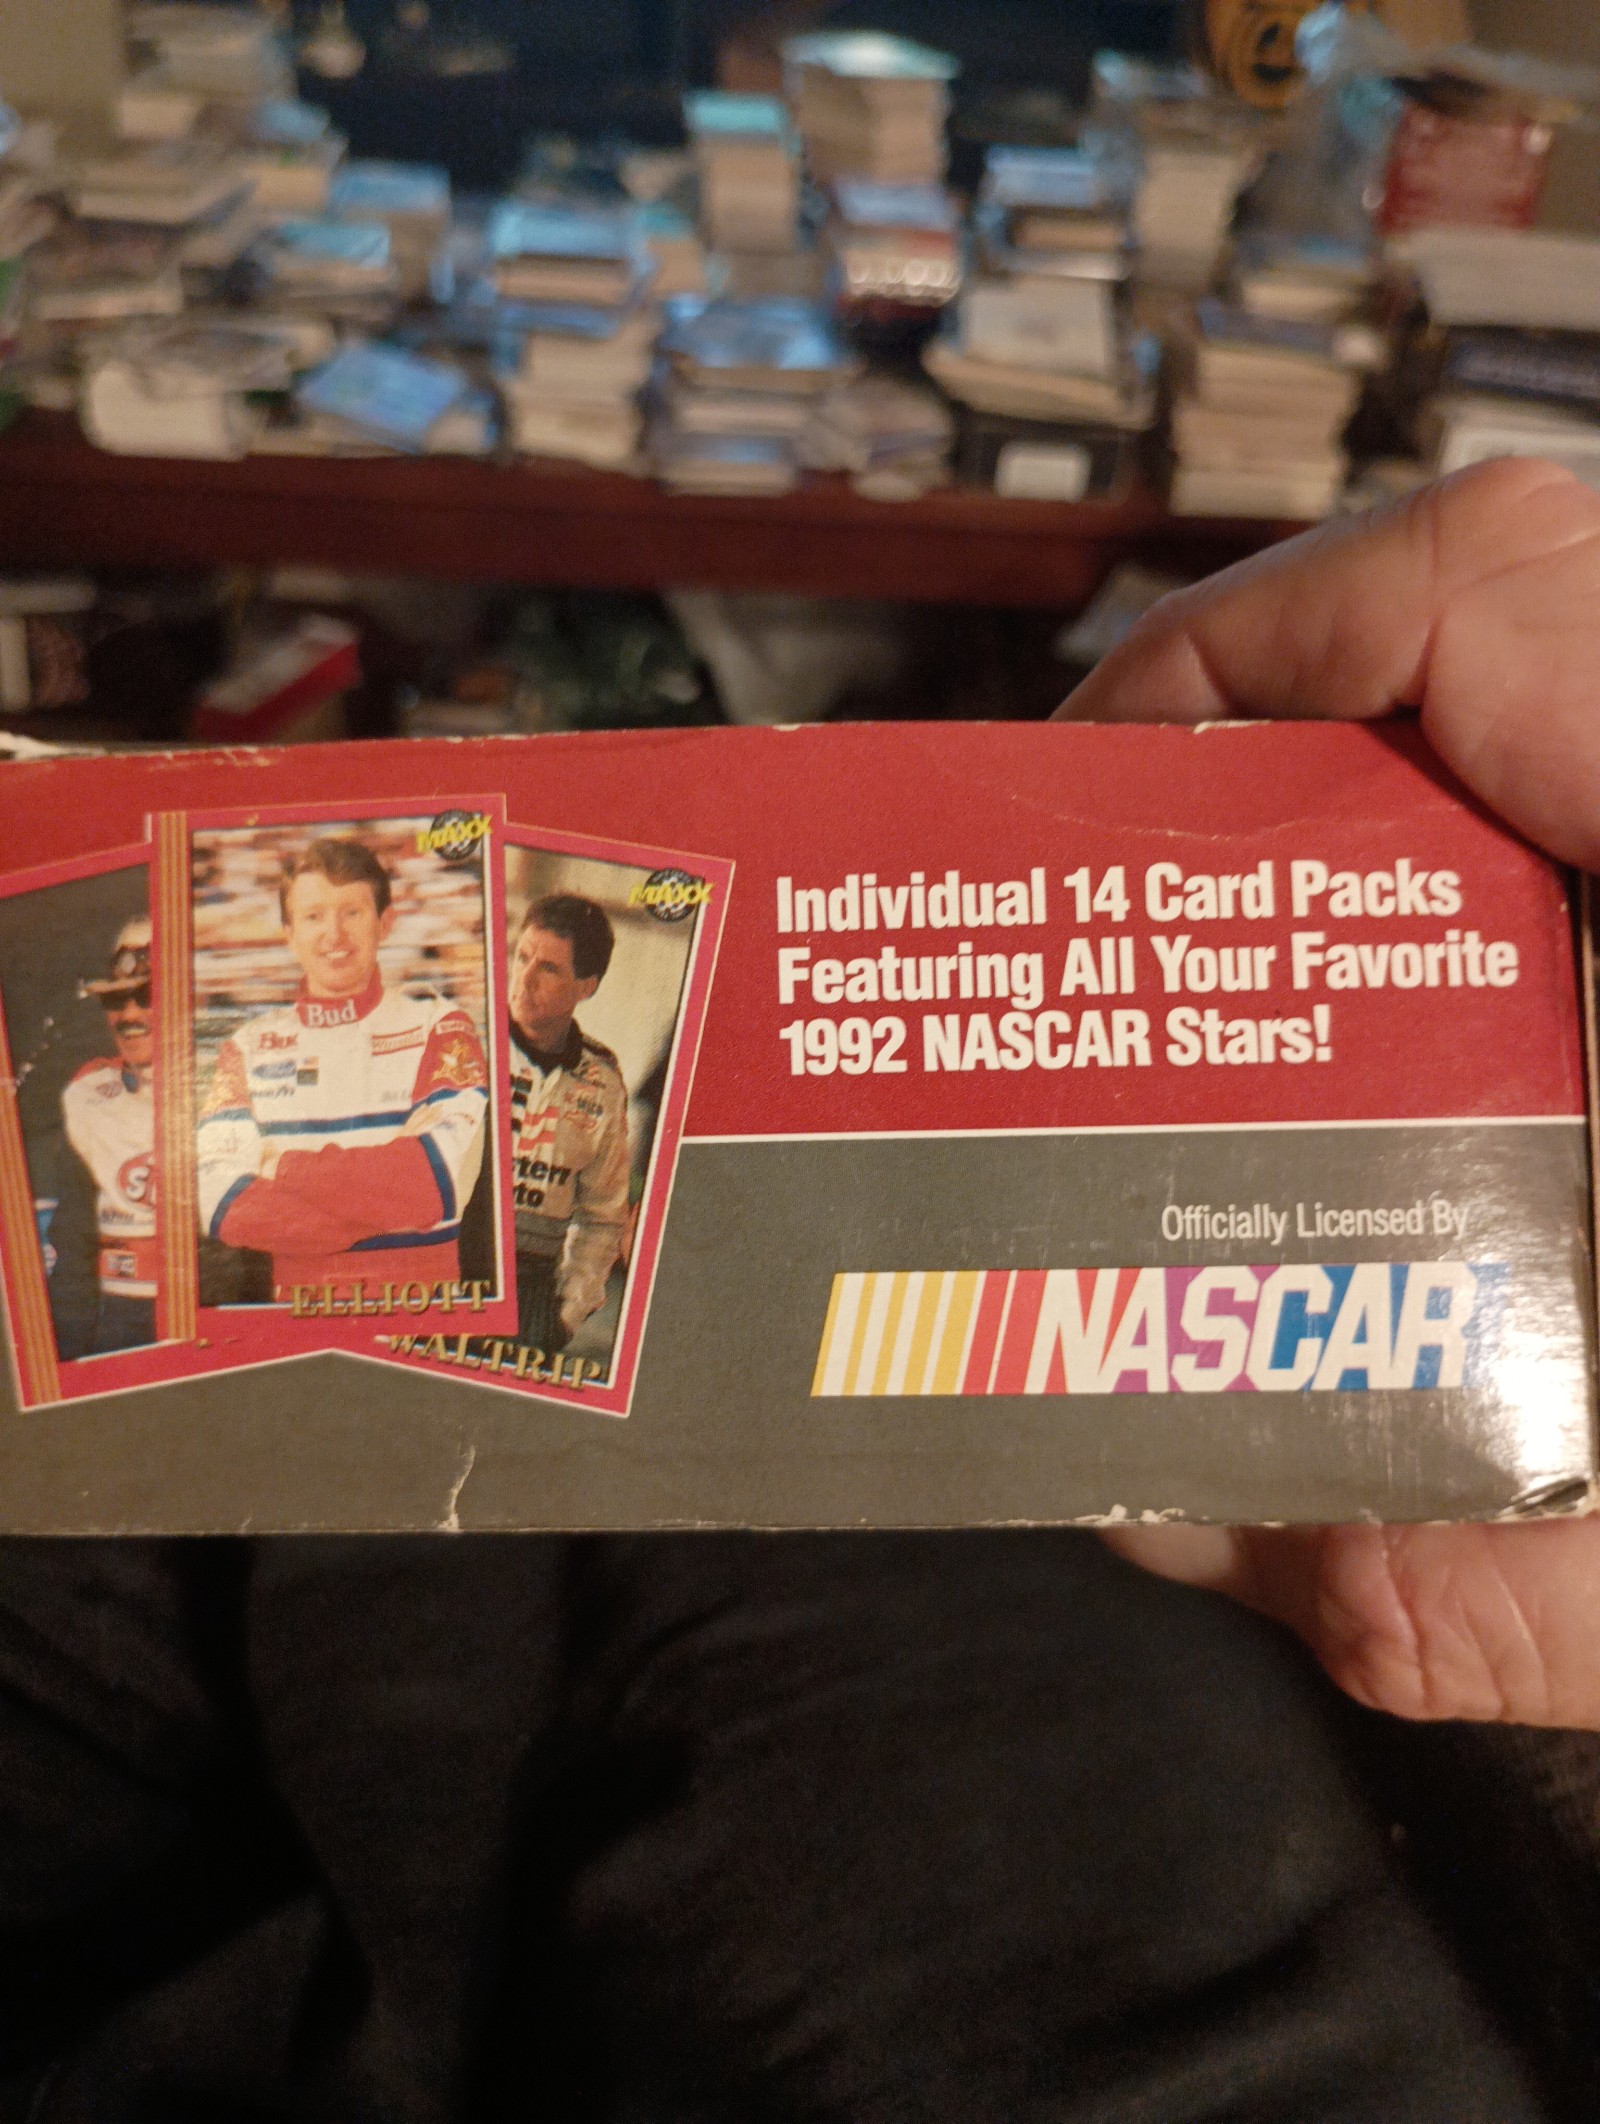 MAXX
MAXX
Individual 14 Card Packs
Featuring All Your Favorite
1992 NASCAR Stars!
Bud
Winston
ELLIOTT
WALTRIP
Officially Licensed By
NASCAR